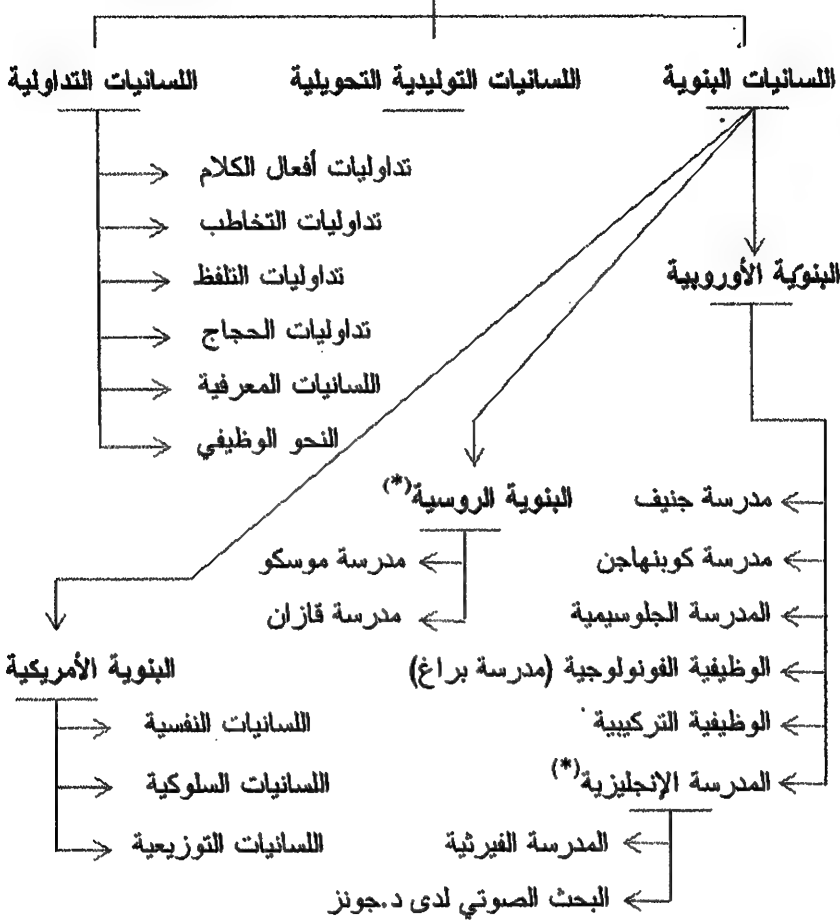 اللسانيات البنوية
اللسانيات التوليدية التحويلية
اللسانيات التداولية
تداوليات أفعال الكلام
تداوليات التخاطب
تداوليات التلفظ
تداوليات الحجاج
اللسانيات المعرفية
النحو الوظيفي
البنوية الأوروبية
مدرسة جنيف
مدرسة كوبنهاجن
المدرسة الجلوسيمية
الوظيفية الفونولوجية (مدرسة براغ)
الوظيفية التركيبية
المدرسة الإنجليزية(*)
المدرسة الفيرثية
البحث الصوتي لدى د.جونز
البنوية الروسية(*)
مدرسة موسكو
مدرسة قازان
البنوية الأمريكية
اللسانيات النفسية
اللسانيات السلوكية
اللسانيات التوزيعية